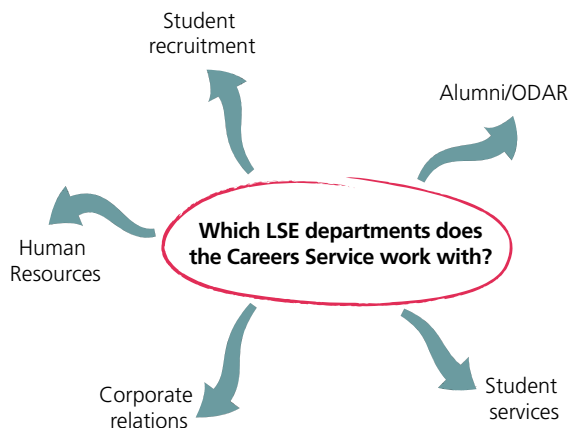 Student
recruitment
Alumni/ODAR
Which LSE departments does
the Careers Service work with?
Human
Resources
Corporate
relations
Student
services